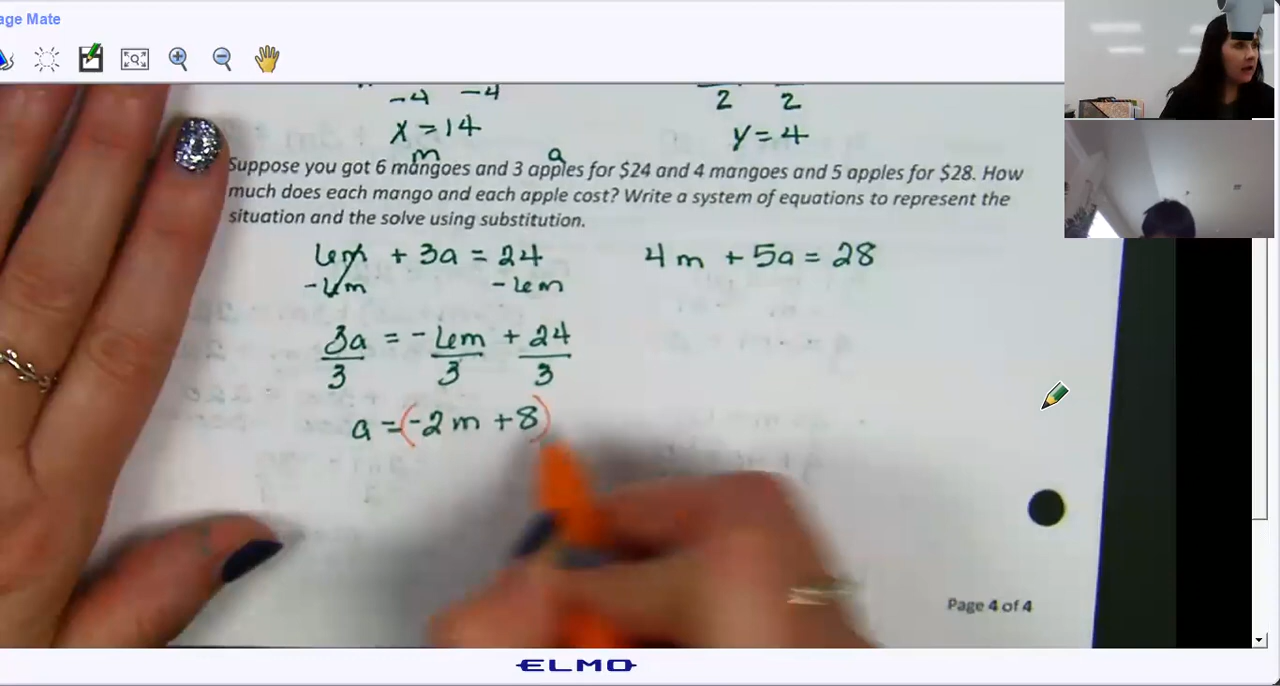 age Mate
-4 -4 2 2
x = 14 y = 4
m a
Suppose you got 6 mangoes and 3 apples for $24 and 4 mangoes and 5 apples for $28. How
much does each mango and each apple cost? Write a system of equations to represent the
situation and the solve using substitution.
6m + 3a = 24 4m + 5a = 28
-6m -6m
3a = -6m + 24
3 3 3
a = (-2m + 8)
Page 4 of 4
ELMO